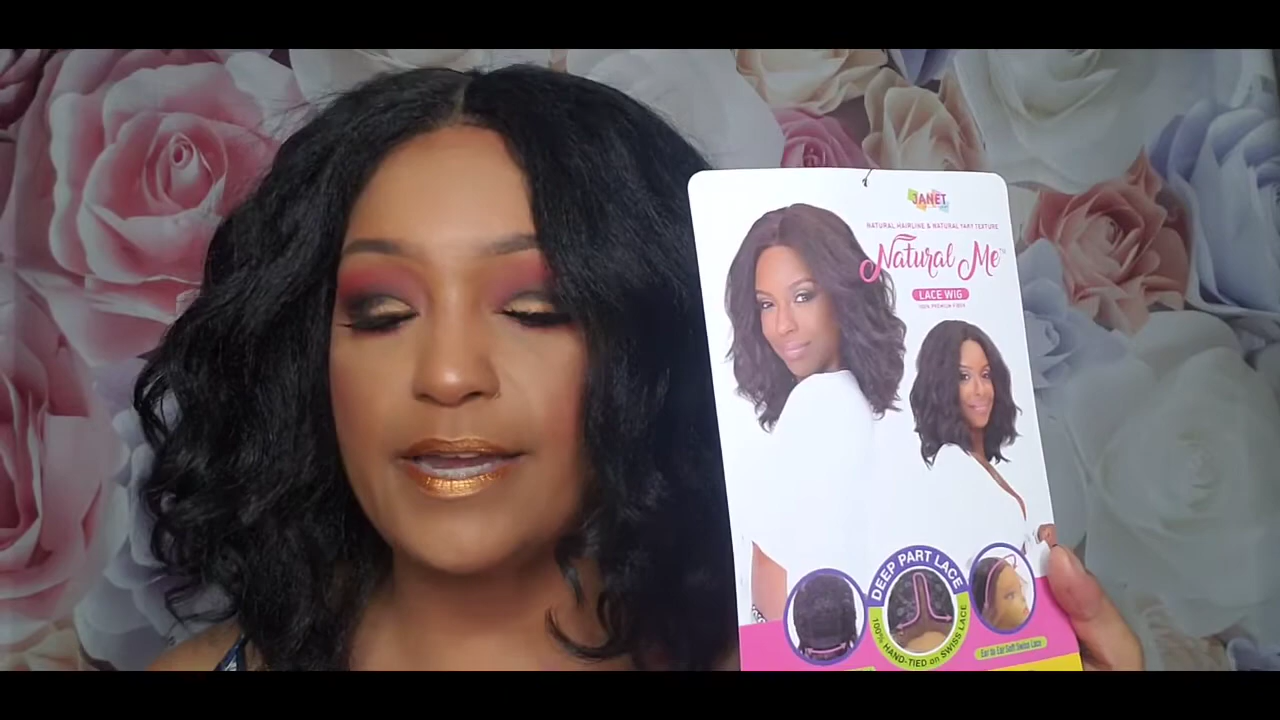 JANET
NATURAL HAIRLINE & NATURAL YAKY TEXTURE
Natural Me™
LACE WIG
100% PREMIUM FIBER
DEEP PART LACE
100% HAND-TIED on SWISS LACE
Ear to Ear Soft Swiss Lace